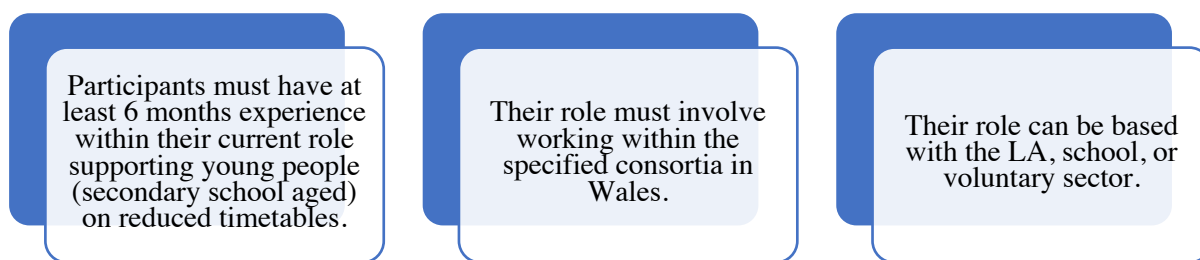 Participants must have at
least 6 months experience
within their current role
supporting young people
(secondary school aged)
on reduced timetables.
Their role must involve
working within the
specified consortia in
Wales.
Their role can be based
with the LA, school, or
voluntary sector.